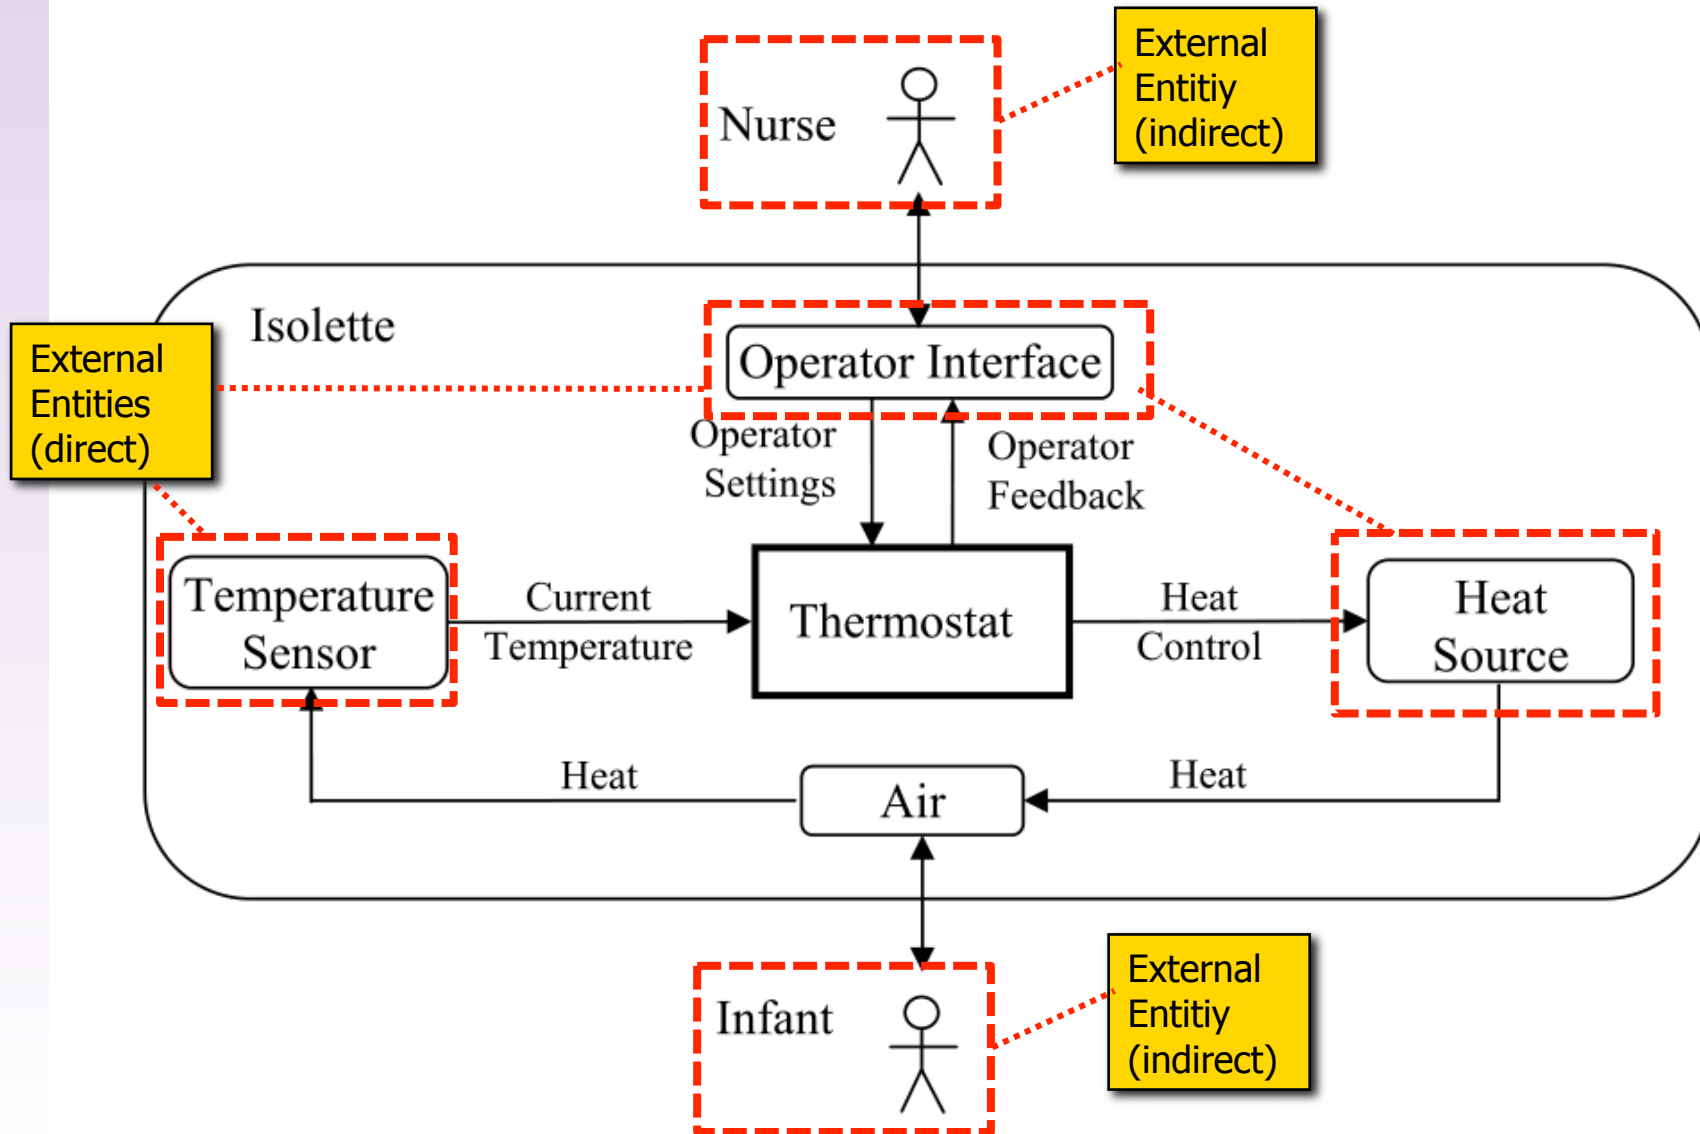 External
Entitiy
(indirect)
Nurse
Isolette
External
Entities
(direct)
Operator Interface
Operator
Settings
Operator
Feedback
Temperature
Sensor
Current
Temperature
Thermostat
Heat
Control
Heat
Source
Heat
Air
Heat
External
Entitiy
(indirect)
Infant